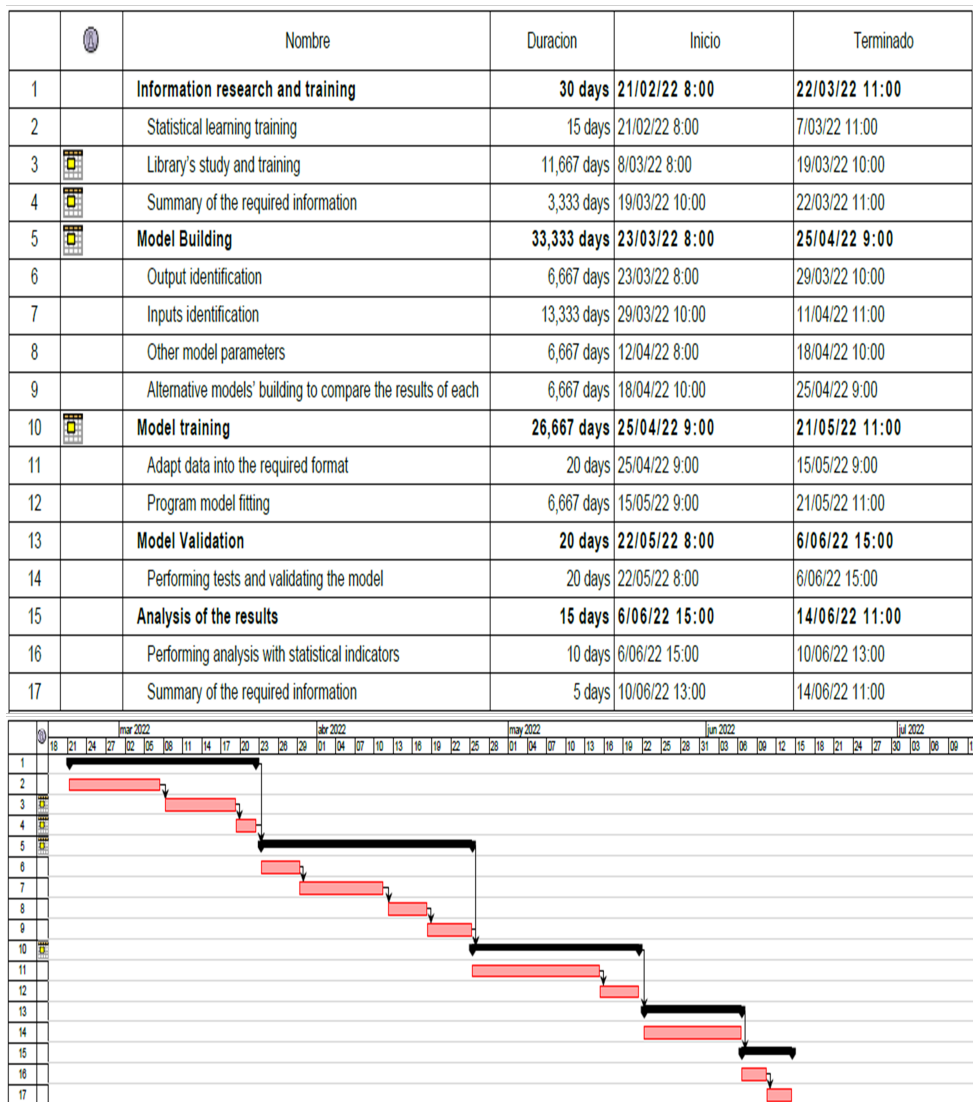 Nombre Duracion Inicio Terminado
1 Information research and training 30 days 21/02/22 8:00 22/03/22 11:00
2 Statistical learning training 15 days 21/02/22 8:00 7/03/22 11:00
3 Library's study and training 11,667 days 8/03/22 8:00 19/03/22 10:00
4 Summary of the required information 3,333 days 19/03/22 10:00 22/03/22 11:00
5 Model Building 33,333 days 23/03/22 8:00 25/04/22 9:00
6 Output identification 6,667 days 23/03/22 8:00 29/03/22 10:00
7 Inputs identification 13,333 days 29/03/22 10:00 11/04/22 11:00
8 Other model parameters 6,667 days 12/04/22 8:00 18/04/22 10:00
9 Alternative models' building to compare the results of each 6,667 days 18/04/22 10:00 25/04/22 9:00
10 Model training 26,667 days 25/04/22 9:00 21/05/22 11:00
11 Adapt data into the required format 20 days 25/04/22 9:00 15/05/22 9:00
12 Program model fitting 6,667 days 15/05/22 9:00 21/05/22 11:00
13 Model Validation 20 days 22/05/22 8:00 6/06/22 15:00
14 Performing tests and validating the model 20 days 22/05/22 8:00 6/06/22 15:00
15 Analysis of the results 15 days 6/06/22 15:00 14/06/22 11:00
16 Performing analysis with statistical indicators 10 days 6/06/22 15:00 10/06/22 13:00
17 Summary of the required information 5 days 10/06/22 13:00 14/06/22 11:00
mar 2022 abr 2022 may 2022 jun 2022 jul 2022
18 21 24 27 02 05 08 11 14 17 20 23 26 29 01 04 07 10 13 16 19 22 25 28 01 04 07 10 13 16 19 22 25 28 31 03 06 09 12 15 18 21 24 27 30 03 06 09
1
2
3
4
5
6
7
8
9
10
11
12
13
14
15
16
17